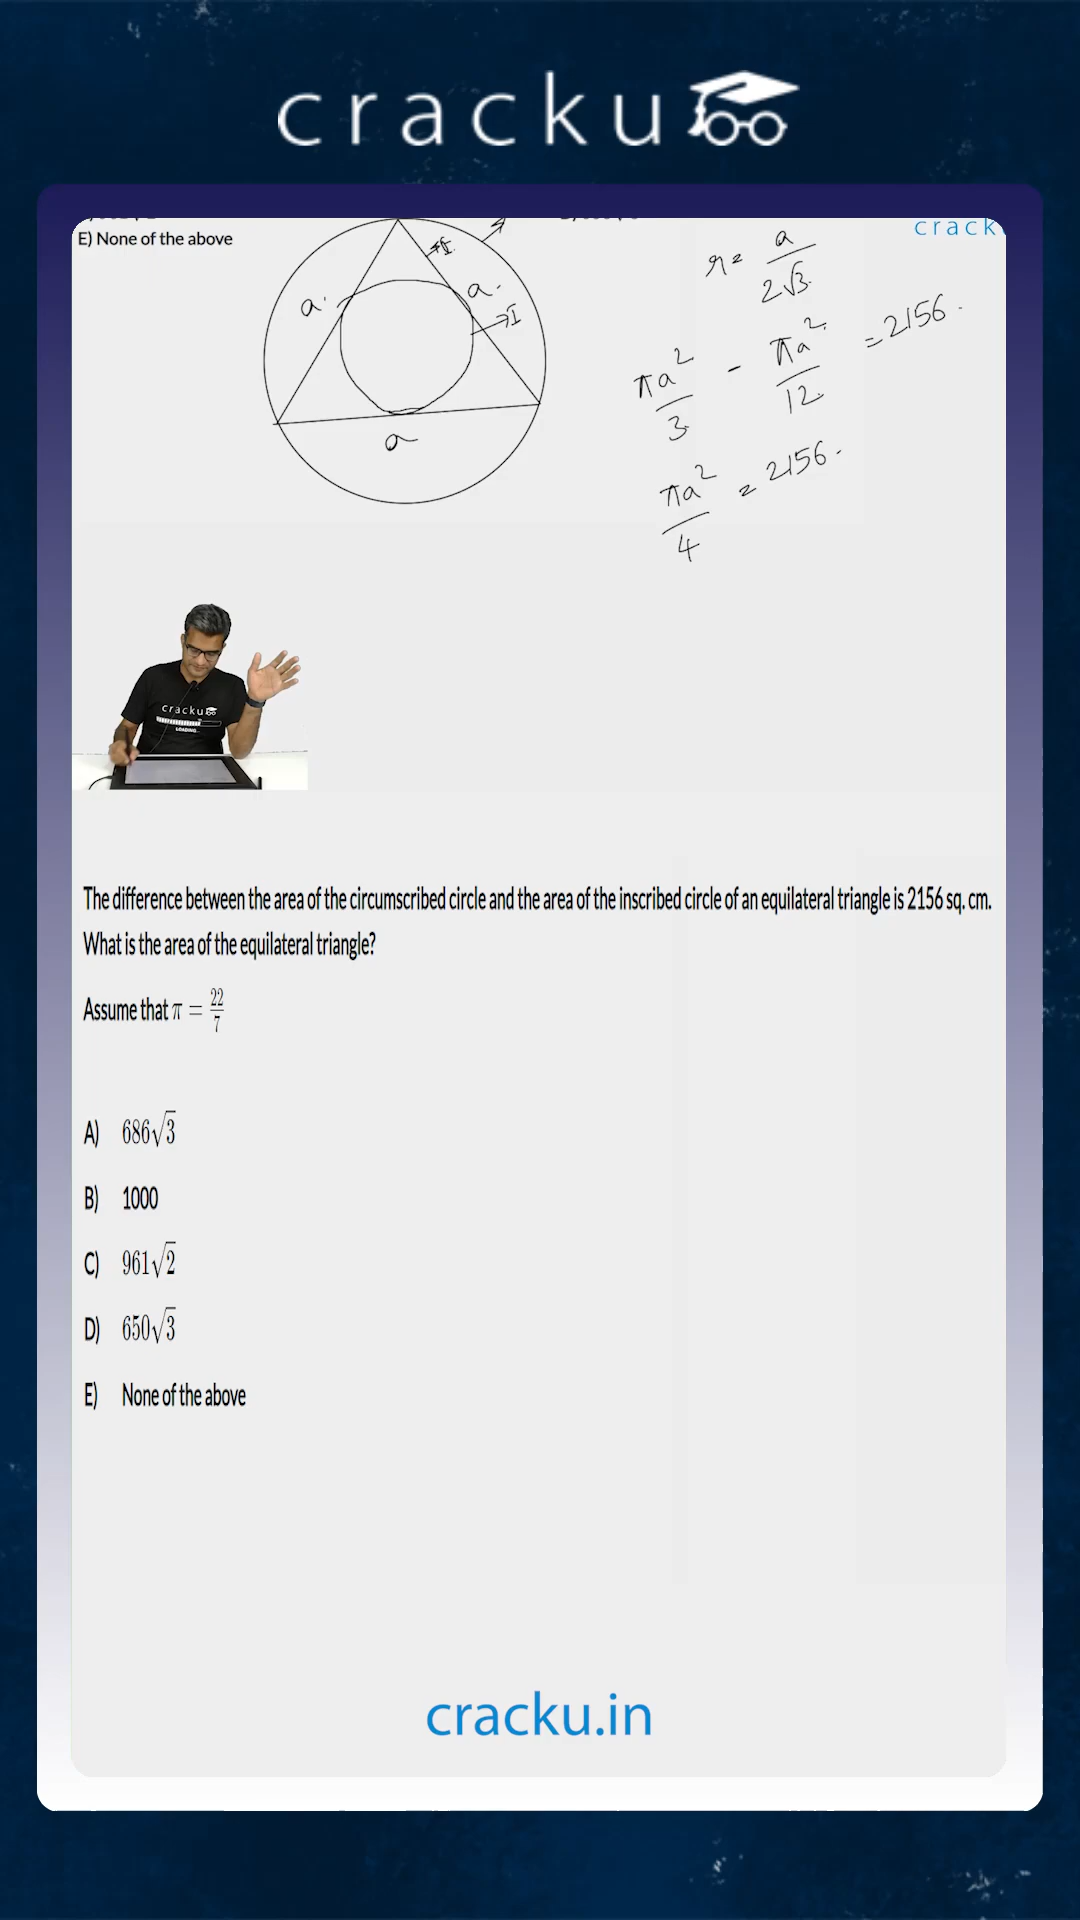 cracku
crack
E) None of the above
r = a / 2√3
a.
a.
I
a
πa² / 3 - πa² / 12 = 2156.
πa² / 4 = 2156.
cracku
LOADING...
The difference between the area of the circumscribed circle and the area of the inscribed circle of an equilateral triangle is 2156 sq. cm.
What is the area of the equilateral triangle?
Assume that π = 22/7
A) 686√3
B) 1000
C) 961√2
D) 650√3
E) None of the above
cracku.in